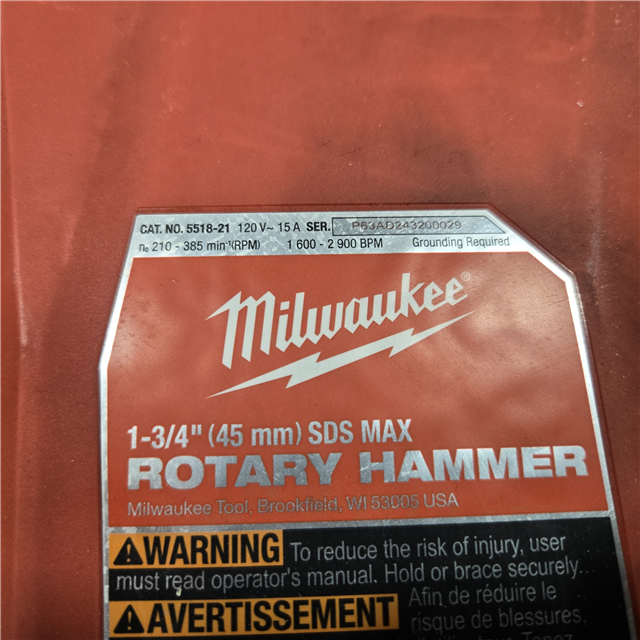 CAT. NO. 5518-21 120 V~ 15 A SER. P63AD243200029
n₀ 210 - 385 min⁻¹(RPM) 1 600 - 2 900 BPM Grounding Required
Milwaukee®
1-3/4" (45 mm) SDS MAX
ROTARY HAMMER
Milwaukee Tool, Brookfield, WI 53005 USA
⚠WARNING To reduce the risk of injury, user
must read operator's manual. Hold or brace securely...
⚠AVERTISSEMENT Afin de réduire le
risque de blessures,